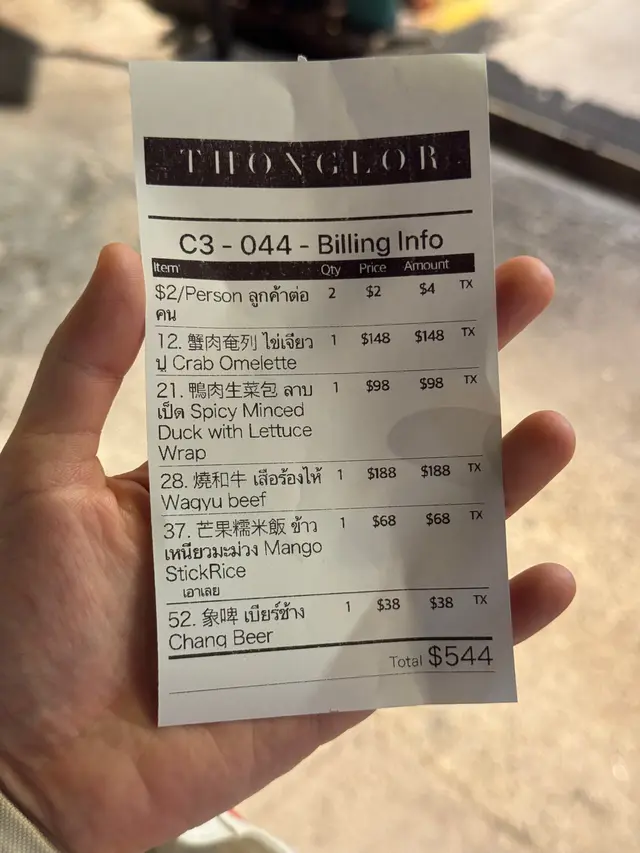 THONGLOR
C3 - 044 - Billing Info
Item Qty Price Amount
$2/Person ลูกค้าต่อ 2 $2 $4 TX
คน
12. 蟹肉奄列 ไข่เจียว 1 $148 $148 TX
ปู Crab Omelette
21. 鴨肉生菜包 ลาบ 1 $98 $98 TX
เป็ด Spicy Minced
Duck with Lettuce
Wrap
28. 燒和牛 เสือร้องไห้ 1 $188 $188 TX
Wagyu beef
37. 芒果糯米飯 ข้าว 1 $68 $68 TX
เหนียวมะม่วง Mango
StickRice
เอาเลย
52. 象啤 เบียร์ช้าง 1 $38 $38 TX
Chang Beer
Total $544